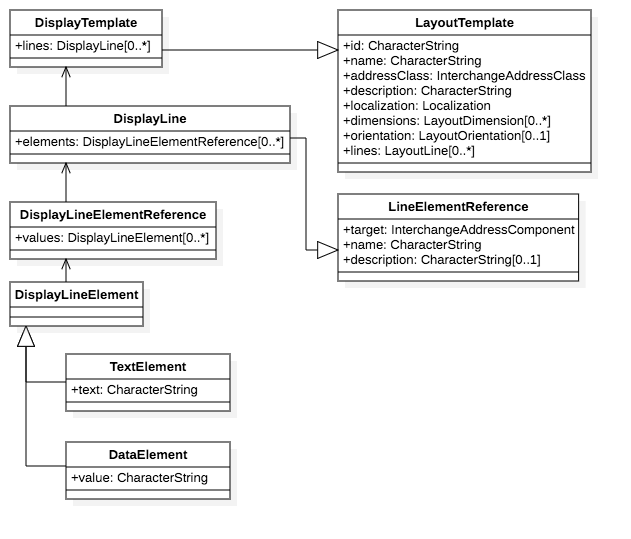 DisplayTemplate
+lines: DisplayLine[0..*]
LayoutTemplate
+id: CharacterString
+name: CharacterString
+addressClass: InterchangeAddressClass
+description: CharacterString
+localization: Localization
+dimensions: LayoutDimension[0..*]
+orientation: LayoutOrientation[0..1]
+lines: LayoutLine[0..*]
DisplayLine
+elements: DisplayLineElementReference[0..*]
LineElementReference
+target: InterchangeAddressComponent
+name: CharacterString
+description: CharacterString[0..1]
DisplayLineElementReference
+values: DisplayLineElement[0..*]
DisplayLineElement
TextElement
+text: CharacterString
DataElement
+value: CharacterString